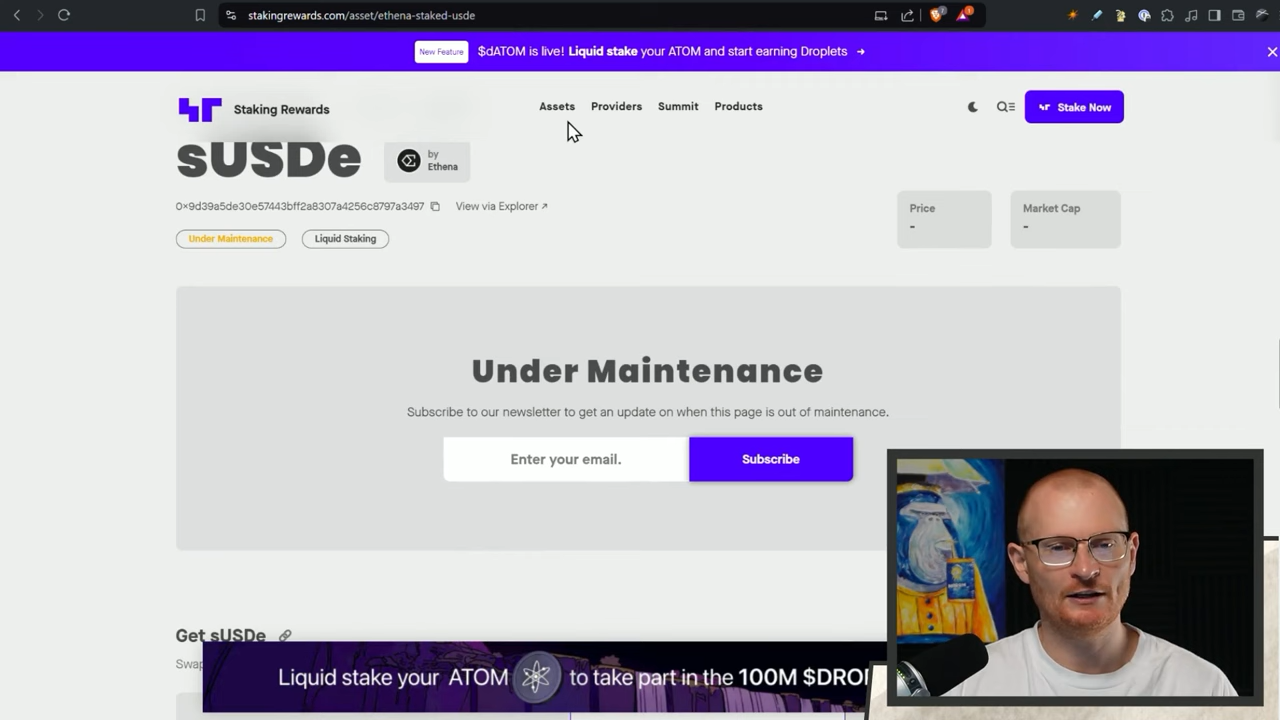 stakingrewards.com/asset/ethena-staked-usde
New Feature
$dATOM is live! Liquid stake your ATOM and start earning Droplets →
Staking Rewards
Assets
Providers
Summit
Products
Stake Now
sUSDe
by
Ethena
0x9d39a5de30e57443bff2a8307a4256c8797a3497
View via Explorer ↗
Price
-
Market Cap
-
Under Maintenance
Liquid Staking
Under Maintenance
Subscribe to our newsletter to get an update on when this page is out of maintenance.
Enter your email.
Subscribe
Get sUSDe
Swap
Liquid stake your ATOM to take part in the 100M $DRO